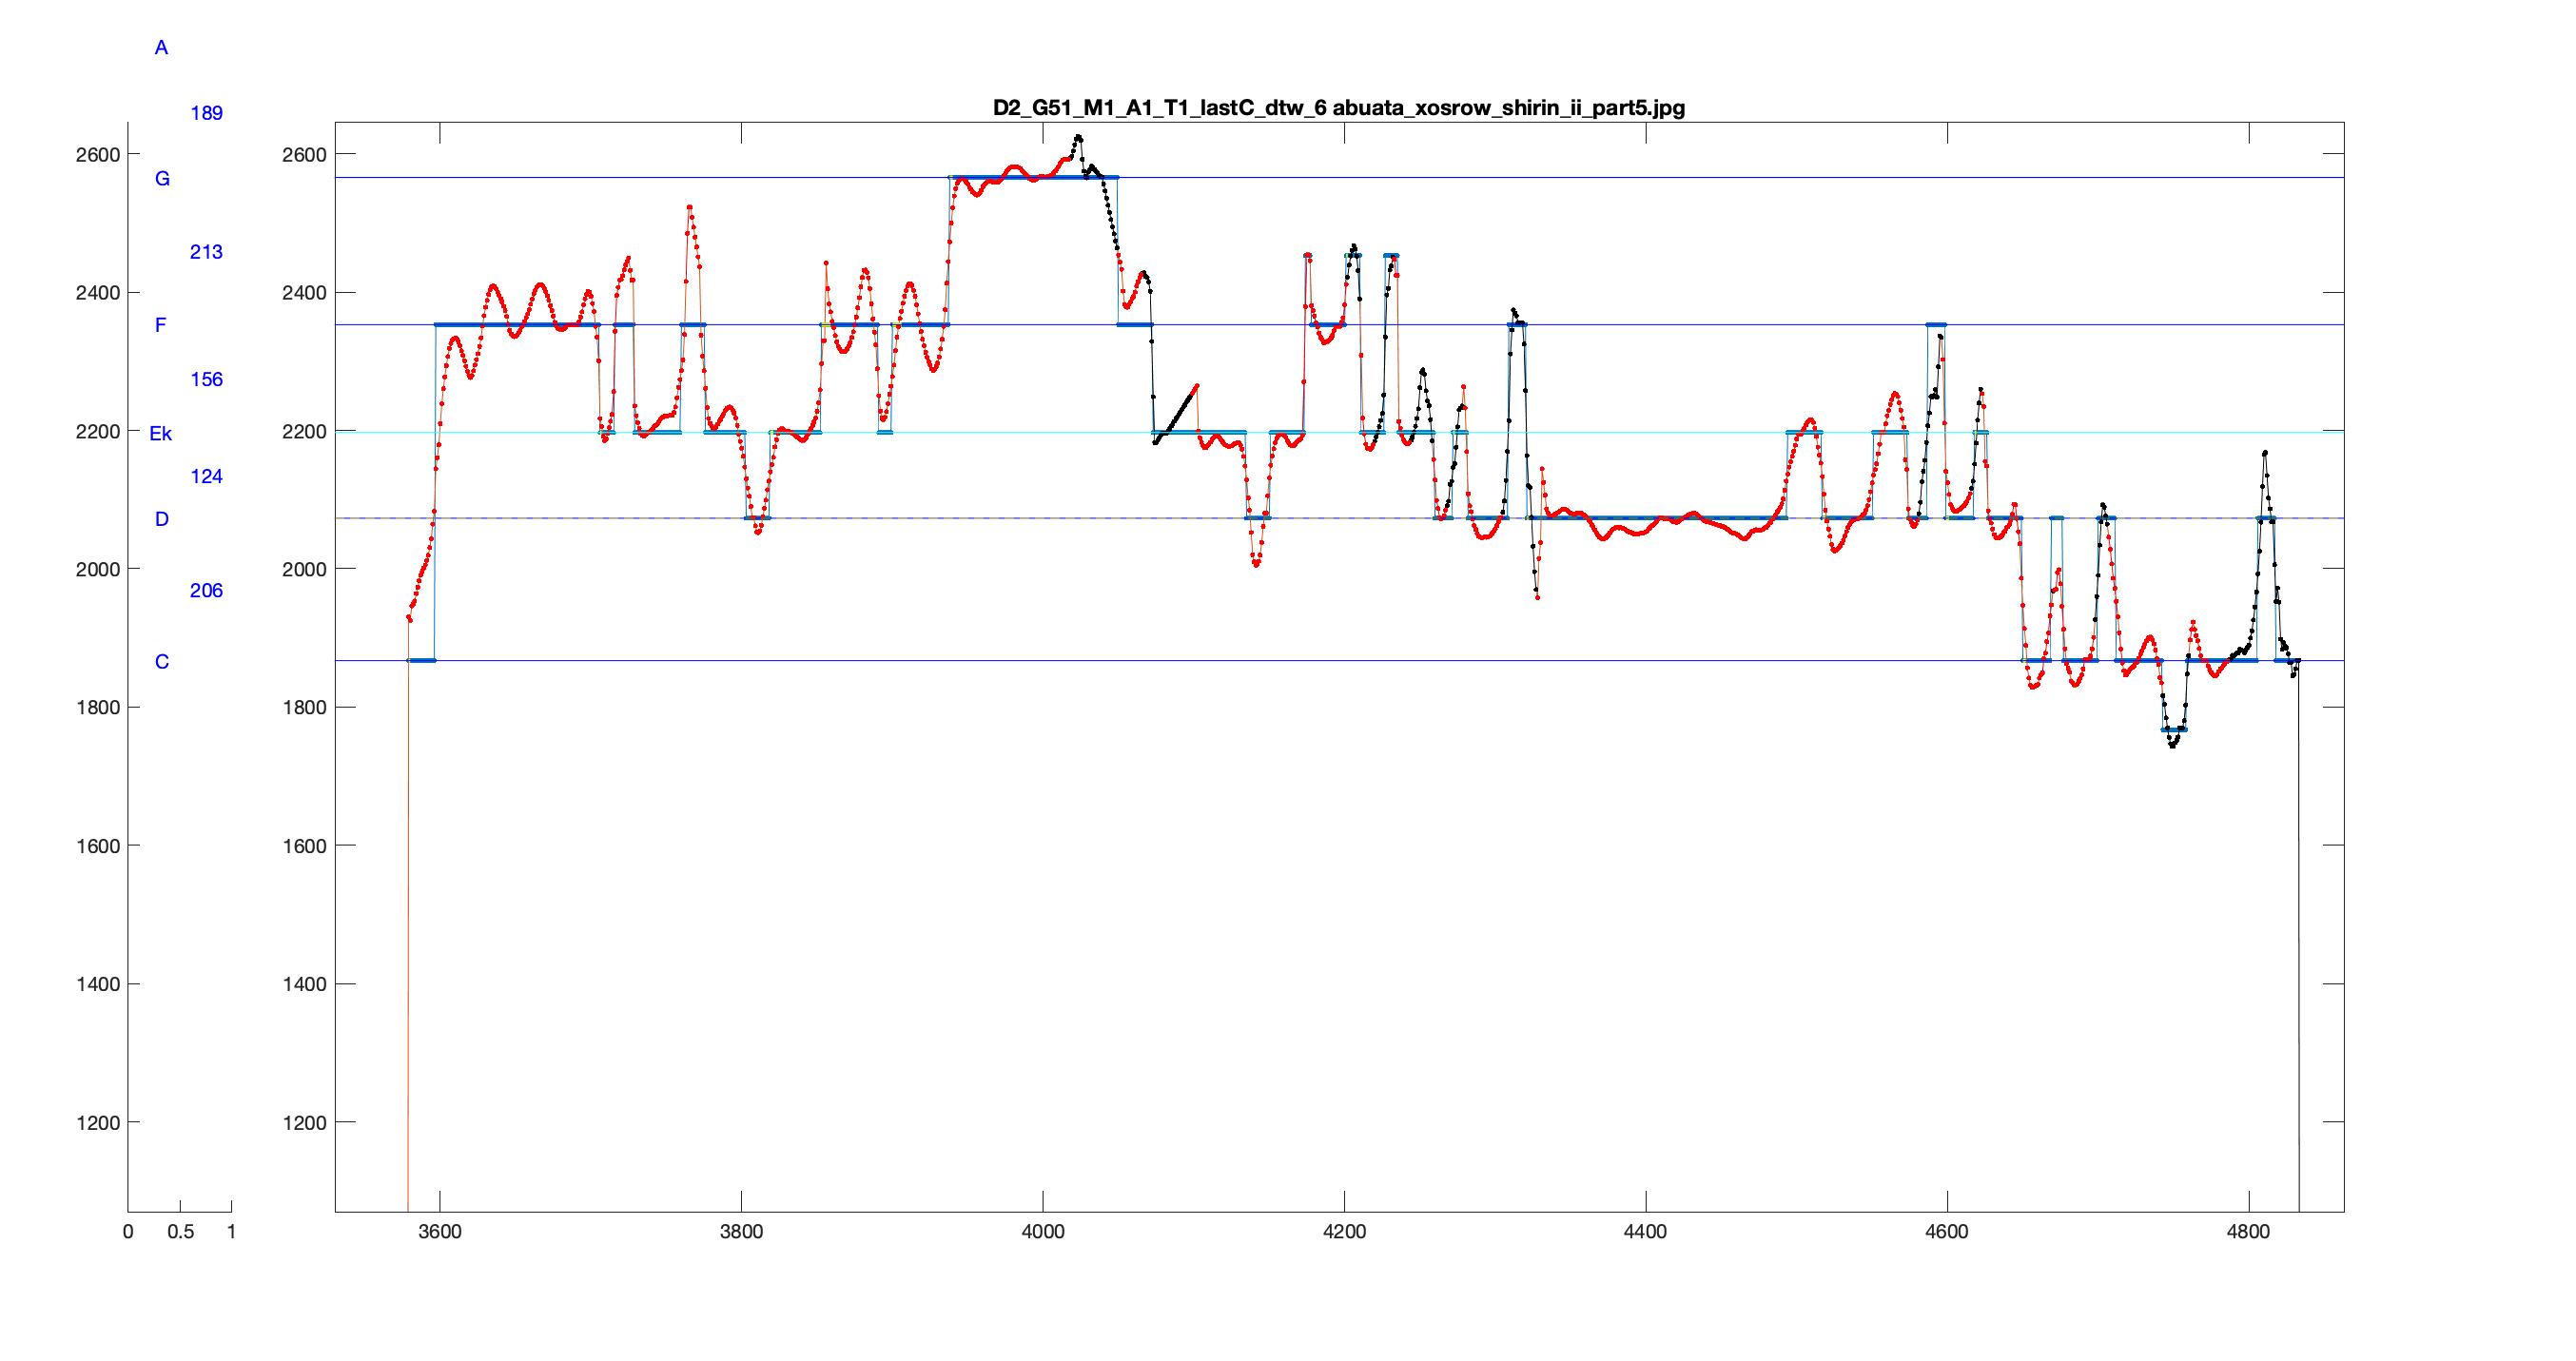 A
189
D2_G51_M1_A1_T1_lastC_dtw_6 abuata_xosrow_shirin_ii_part5.jpg
2600 2600
G
213
2400 2400
F
156
2200 Ek 2200
124
D
2000 2000
206
C
1800 1800
1600 1600
1400 1400
1200 1200
0 0.5 1 3600 3800 4000 4200 4400 4600 4800